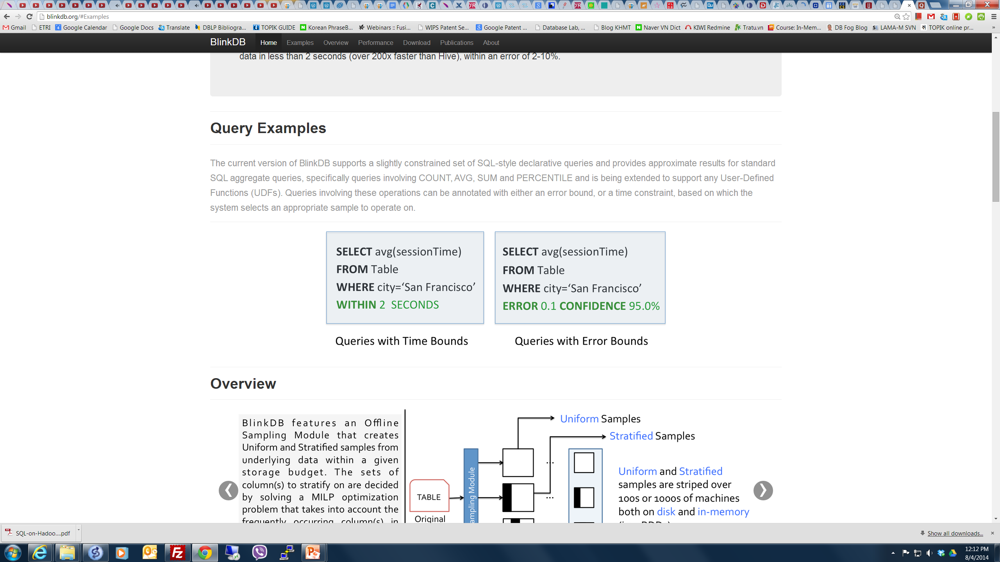 blinkdb.org/#Examples
Gmail ETRI Google Calendar Google Docs Translate DBLP Bibliogra... TOPIK GUIDE Korean PhraseB... Webinars :: Fusi... WIPS Patent Se... Google Patent ... Database Lab, ... Blog KHMT Naver VN Dict KIWI Redmine Tratu.vn Course: In-Mem... DB Fog Blog LAMA-M SVN TOPIK online pr... »
BlinkDB Home Examples Overview Performance Download Publications About
data in less than 2 seconds (over 200x faster than Hive), within an error of 2-10%.
Query Examples
The current version of BlinkDB supports a slightly constrained set of SQL-style declarative queries and provides approximate results for standard
SQL aggregate queries, specifically queries involving COUNT, AVG, SUM and PERCENTILE and is being extended to support any User-Defined
Functions (UDFs). Queries involving these operations can be annotated with either an error bound, or a time constraint, based on which the
system selects an appropriate sample to operate on.
SELECT avg(sessionTime)
FROM Table
WHERE city=‘San Francisco’
WITHIN 2 SECONDS
Queries with Time Bounds
SELECT avg(sessionTime)
FROM Table
WHERE city=‘San Francisco’
ERROR 0.1 CONFIDENCE 95.0%
Queries with Error Bounds
Overview
BlinkDB features an Offline
Sampling Module that creates
Uniform and Stratified samples from
underlying data within a given
storage budget. The sets of
column(s) to stratify on are decided
by solving a MILP optimization
problem that takes into account the
frequently occurring column(s) in
TABLE
Original
ampling Module
Uniform Samples
Stratified Samples
...
...
Uniform and Stratified
samples are striped over
100s or 1000s of machines
both on disk and in-memory
SQL-on-Hadoo....pdf
Show all downloads...
12:12 PM
8/4/2014